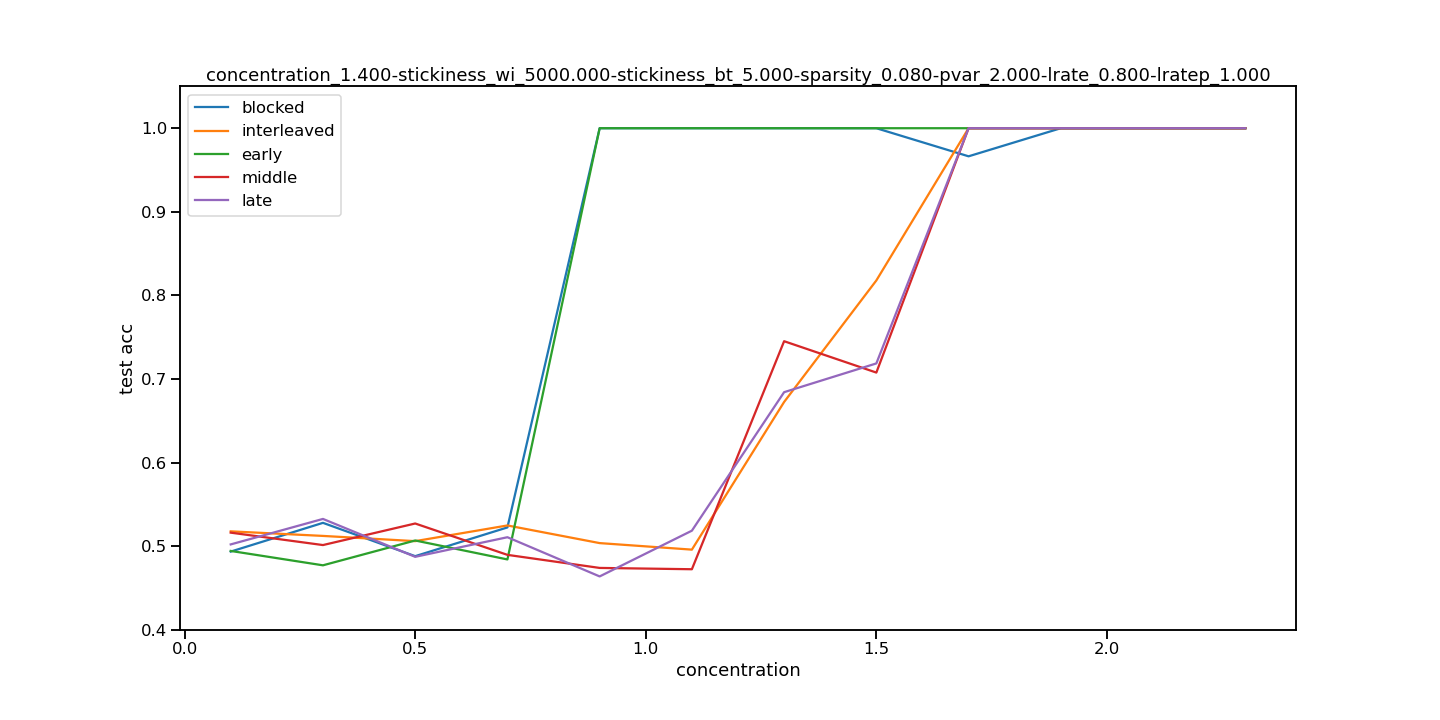 concentration_1.400-stickiness_wi_5000.000-stickiness_bt_5.000-sparsity_0.080-pvar_2.000-lrate_0.800-lratep_1.000
blocked
interleaved
early
middle
late
1.0
0.9
0.8
0.7
0.6
0.5
0.4
test acc
0.0 0.5 1.0 1.5 2.0
concentration